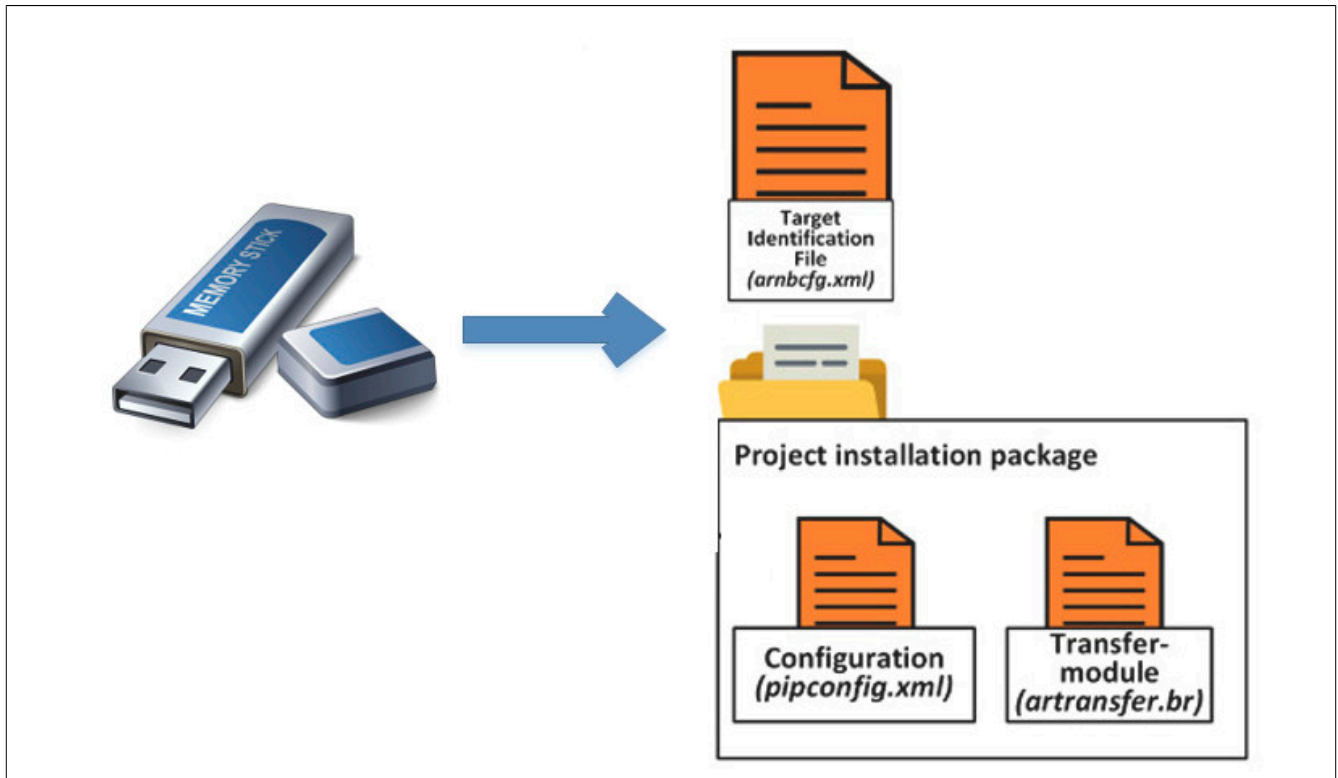 MEMORY STICK
Target
Identification
File
(arnbcfg.xml)
Project installation package
Configuration
(pipconfig.xml)
Transfer-
module
(artransfer.br)